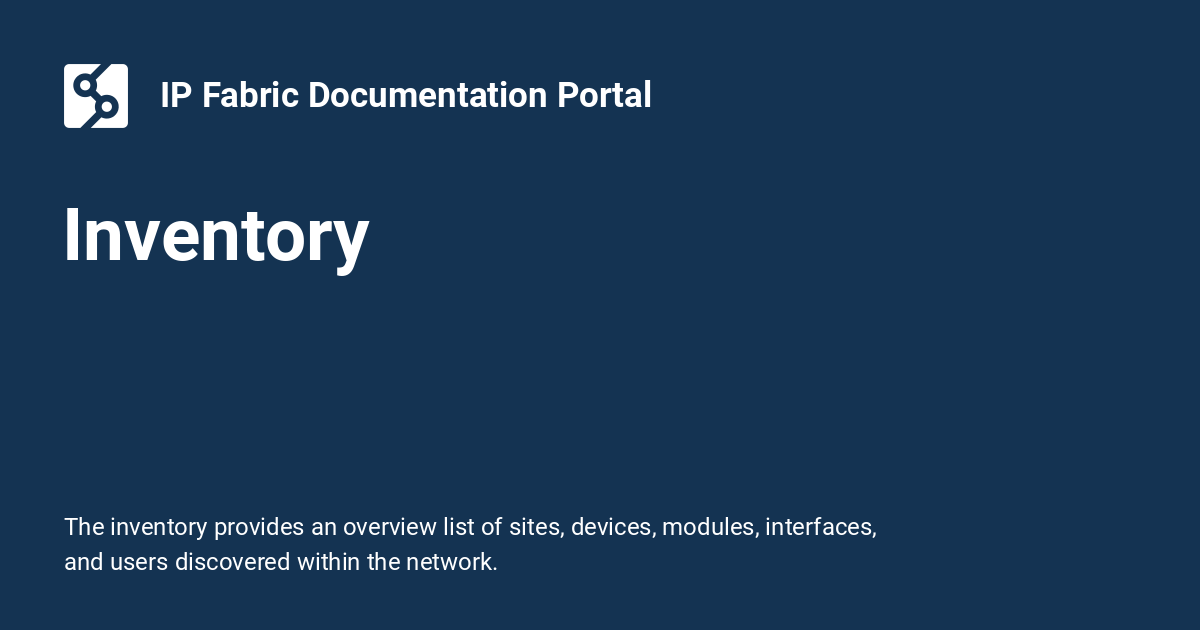 IP Fabric Documentation Portal
Inventory
The inventory provides an overview list of sites, devices, modules, interfaces,
and users discovered within the network.